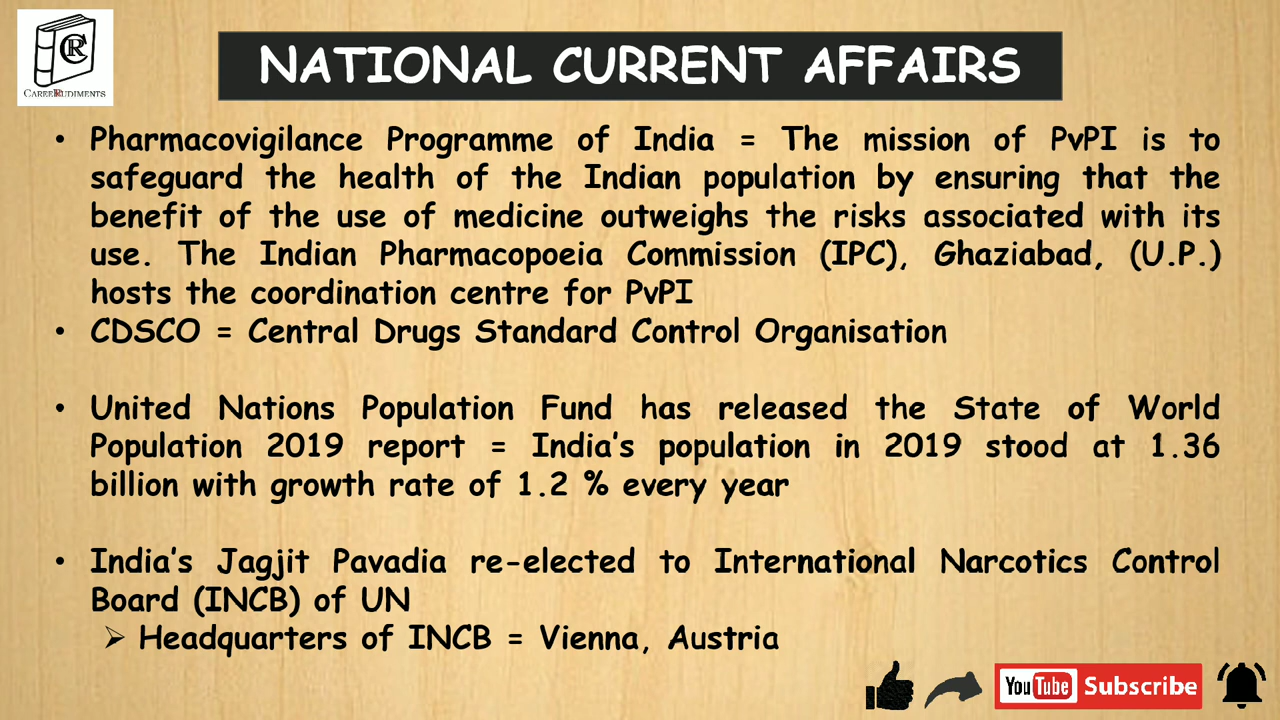 CR
CAREERUDIMENTS
NATIONAL CURRENT AFFAIRS
• Pharmacovigilance Programme of India = The mission of PvPI is to
safeguard the health of the Indian population by ensuring that the
benefit of the use of medicine outweighs the risks associated with its
use. The Indian Pharmacopoeia Commission (IPC), Ghaziabad, (U.P.)
hosts the coordination centre for PvPI
• CDSCO = Central Drugs Standard Control Organisation
• United Nations Population Fund has released the State of World
Population 2019 report = India's population in 2019 stood at 1.36
billion with growth rate of 1.2 % every year
• India's Jagjit Pavadia re-elected to International Narcotics Control
Board (INCB) of UN
➢ Headquarters of INCB = Vienna, Austria
YouTube Subscribe